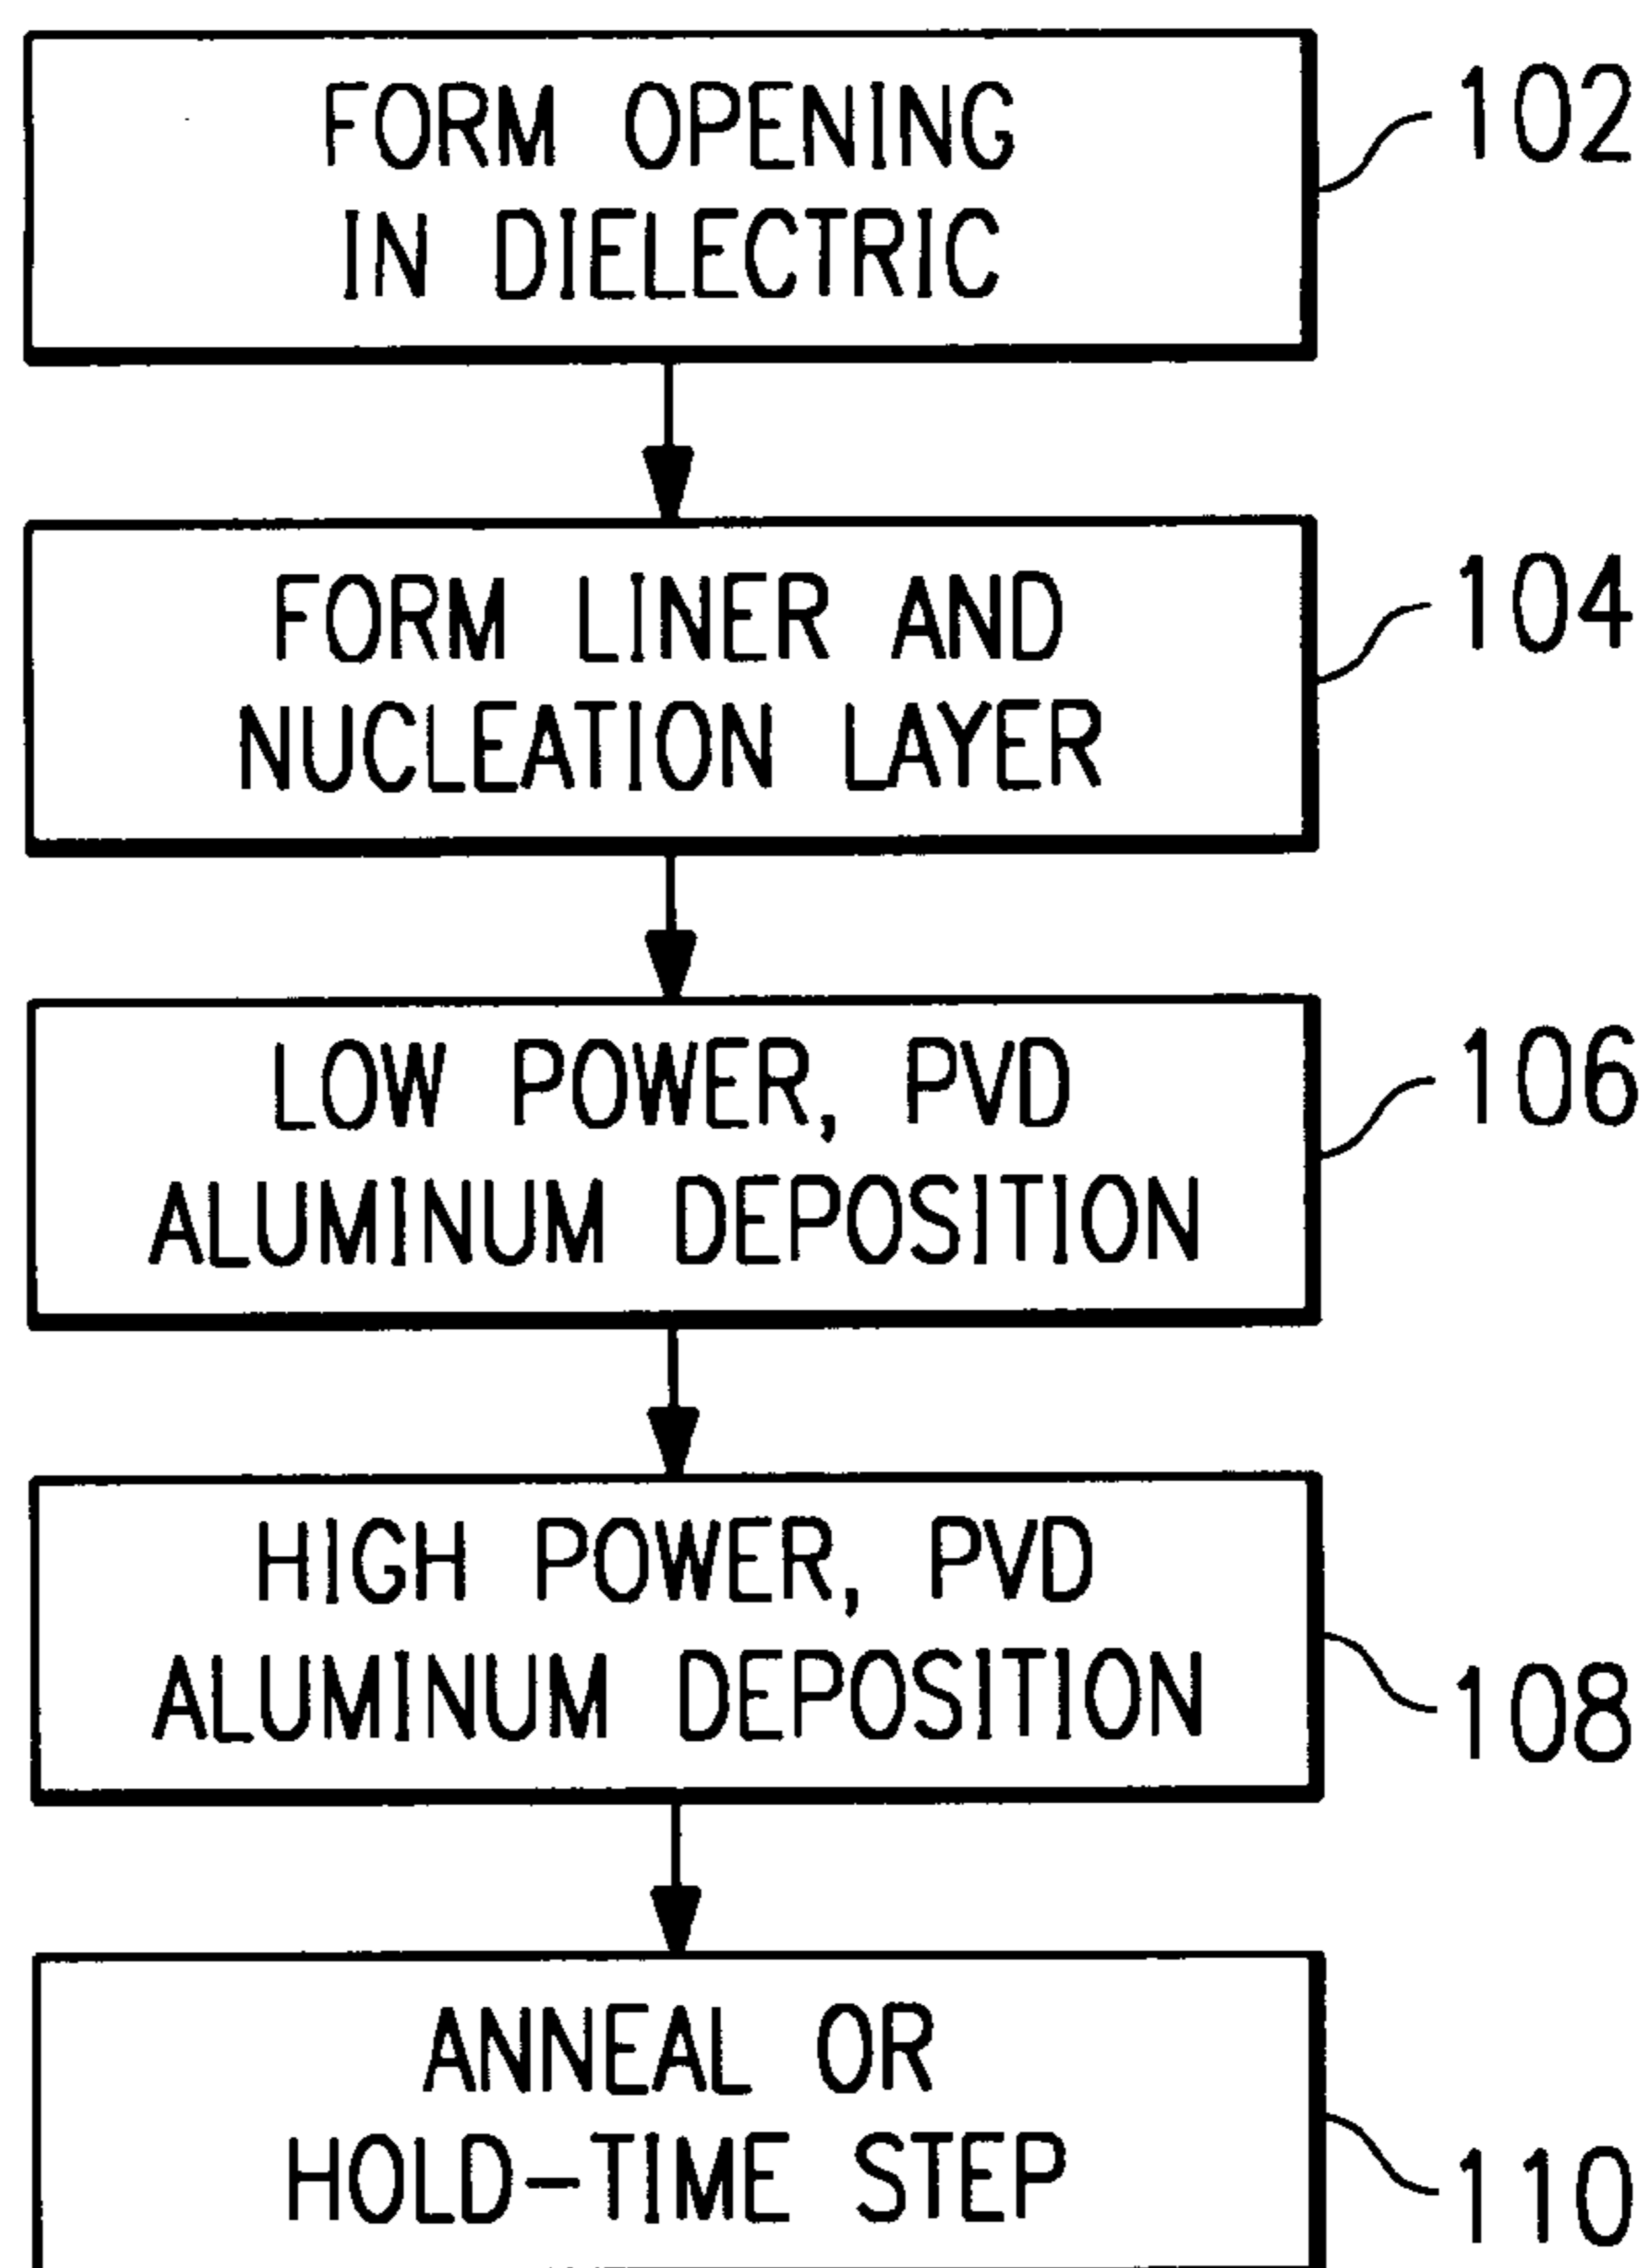 FORM OPENING
IN DIELECTRIC
102
FORM LINER AND
NUCLEATION LAYER
104
LOW POWER, PVD
ALUMINUM DEPOSITION
106
HIGH POWER, PVD
ALUMINUM DEPOSITION
108
ANNEAL OR
HOLD-TIME STEP
110